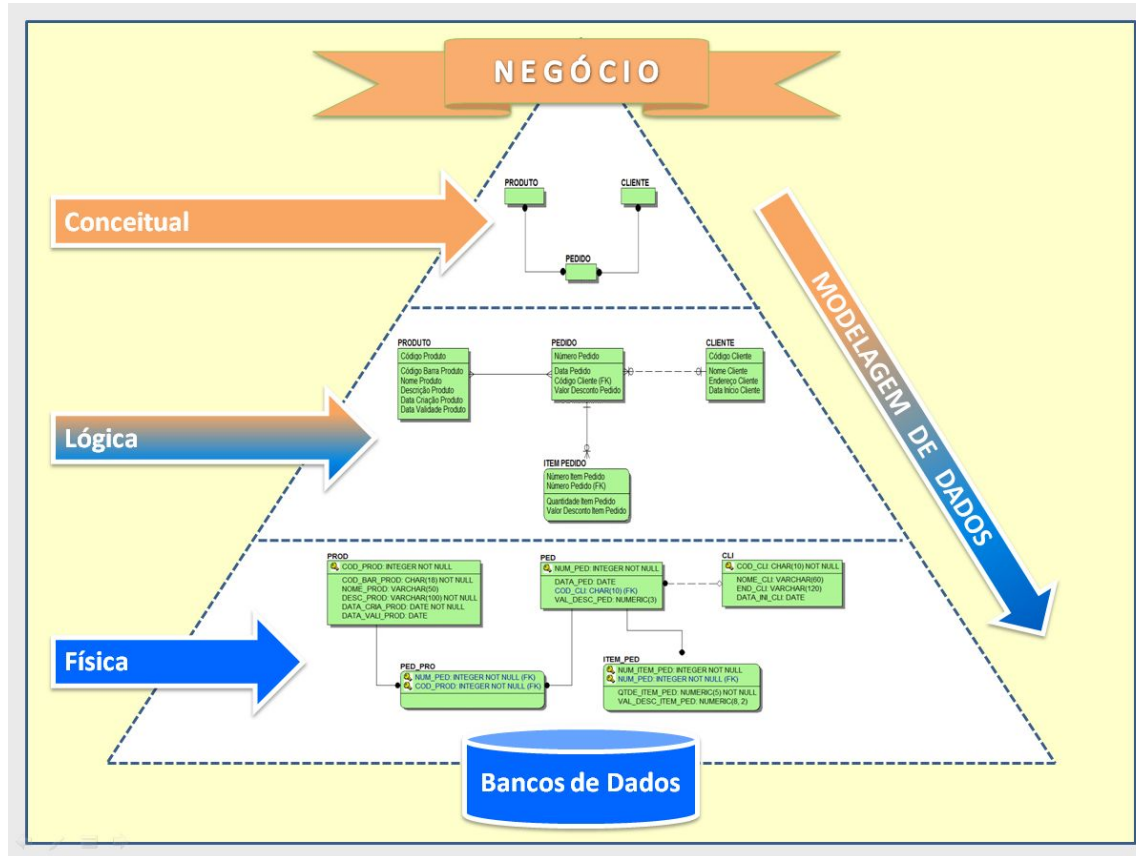 NEGÓCIO
Conceitual
PRODUTO
CLIENTE
PEDIDO
MODELAGEM DE DADOS
Lógica
PRODUTO
Código Produto
Código Barra Produto
Nome Produto
Descrição Produto
Data Criação Produto
Data Validade Produto
PEDIDO
Número Pedido
Data Pedido
Código Cliente (FK)
Valor Desconto Pedido
CLIENTE
Código Cliente
Nome Cliente
Endereço Cliente
Data Inicio Cliente
ITEM PEDIDO
Número Item Pedido
Número Pedido (FK)
Quantidade Item Pedido
Valor Desconto Item Pedido
Física
PROD
COD_PROD: INTEGER NOT NULL
COD_BAR_PROD: CHAR(18) NOT NULL
NOME_PROD: VARCHAR(50)
DESC_PROD: VARCHAR(100) NOT NULL
DATA_CRIA_PROD: DATE NOT NULL
DATA_VALI_PROD: DATE
PED
NUM_PED: INTEGER NOT NULL
DATA_PED: DATE
COD_CLI: CHAR(10) (FK)
VAL_DESC_PED: NUMERIC(3)
CLI
COD_CLI: CHAR(10) NOT NULL
NOME_CLI: VARCHAR(60)
END_CLI: VARCHAR(120)
DATA_INI_CLI: DATE
PED_PRO
NUM_PED: INTEGER NOT NULL (FK)
COD_PROD: INTEGER NOT NULL (FK)
ITEM_PED
NUM_ITEM_PED: INTEGER NOT NULL
NUM_PED: INTEGER NOT NULL (FK)
QTDE_ITEM_PED: NUMERIC(5) NOT NULL
VAL_DESC_ITEM_PED: NUMERIC(8, 2)
Bancos de Dados